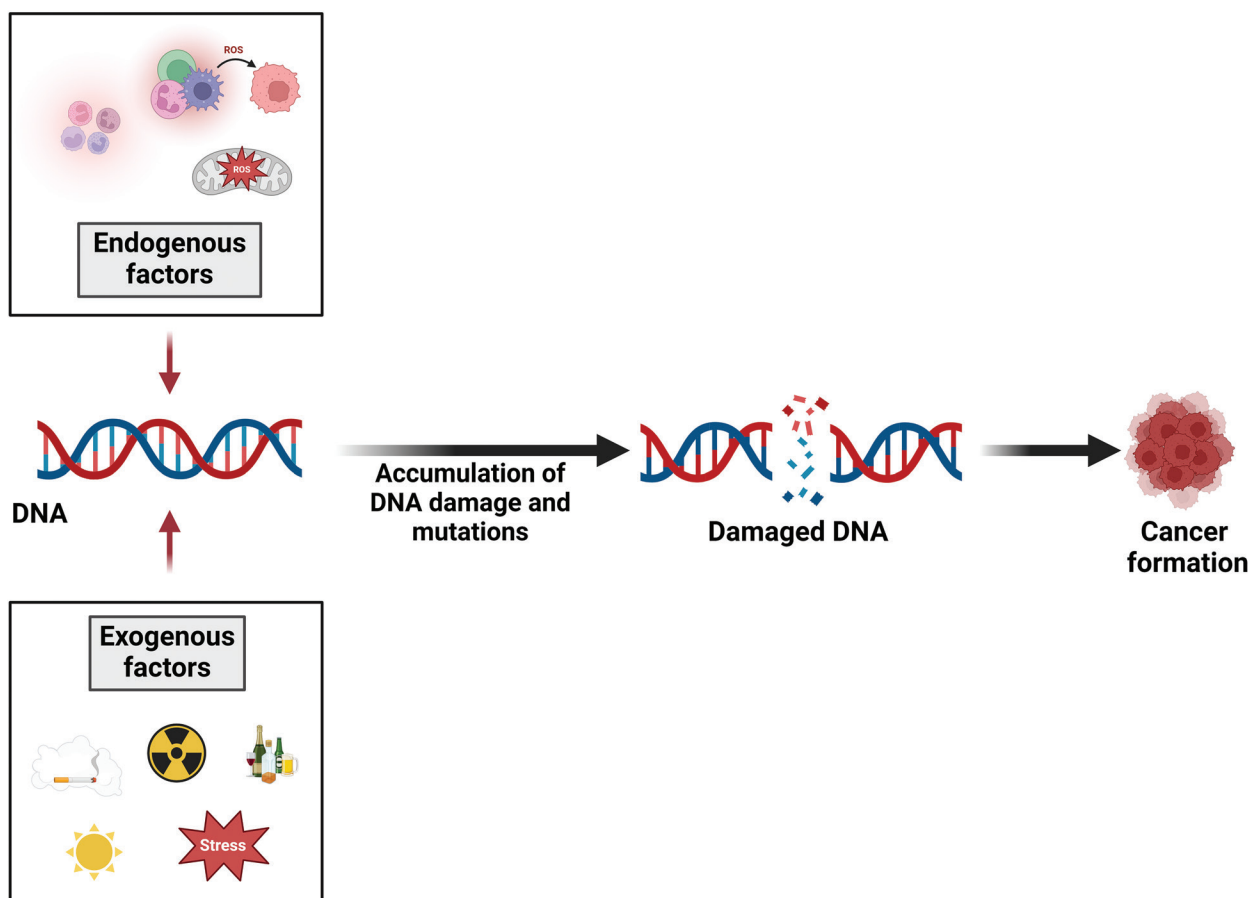 ROS
ROS
Endogenous
factors
DNA
Accumulation of
DNA damage and
mutations
Damaged DNA
Cancer
formation
Exogenous
factors
Stress